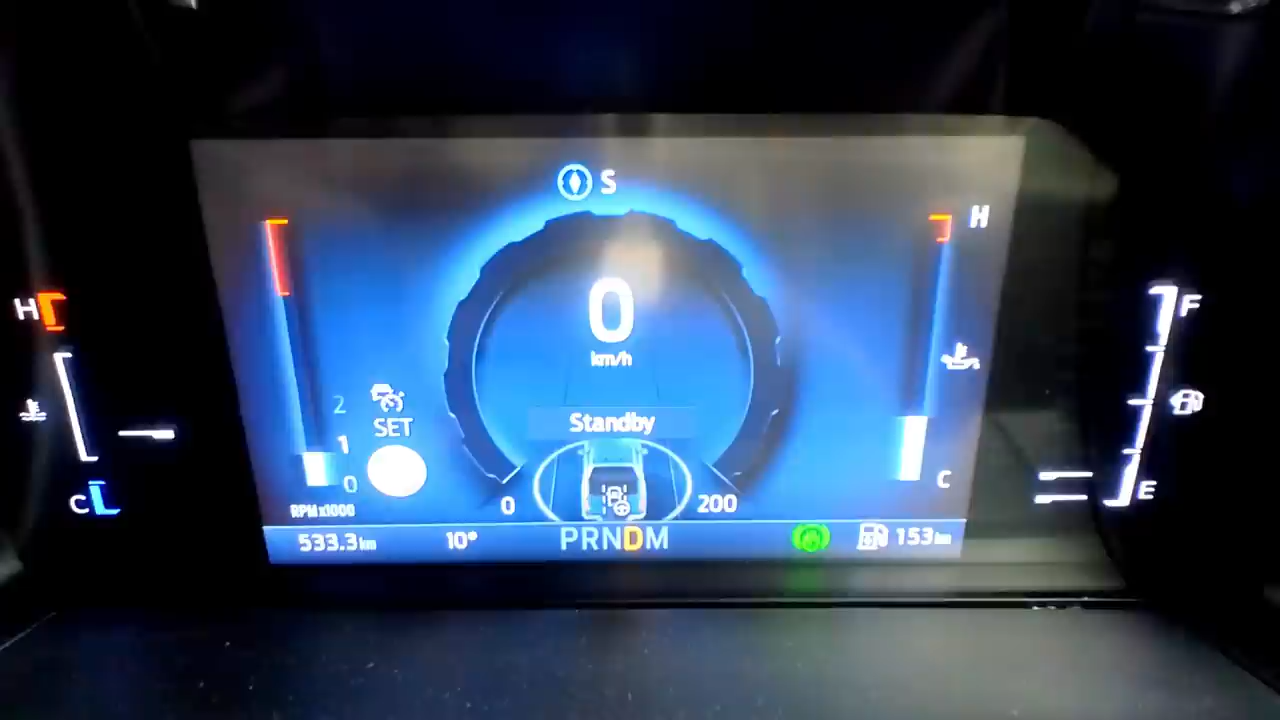 S
H
H
F
0
km/h
2
SET
Standby
1
0
C
C
E
0
200
RPM x1000
533.3 km
10°
PRNDM
153 km